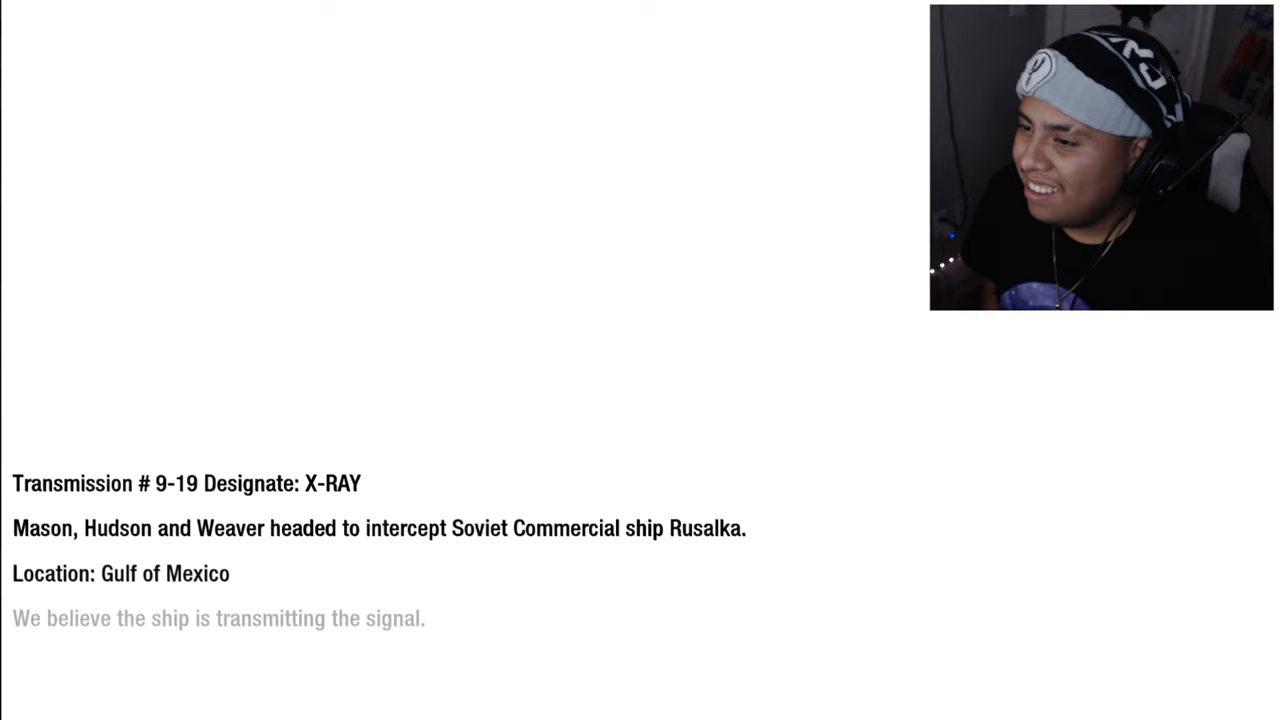 Transmission # 9-19 Designate: X-RAY
Mason, Hudson and Weaver headed to intercept Soviet Commercial ship Rusalka.
Location: Gulf of Mexico
We believe the ship is transmitting the signal.